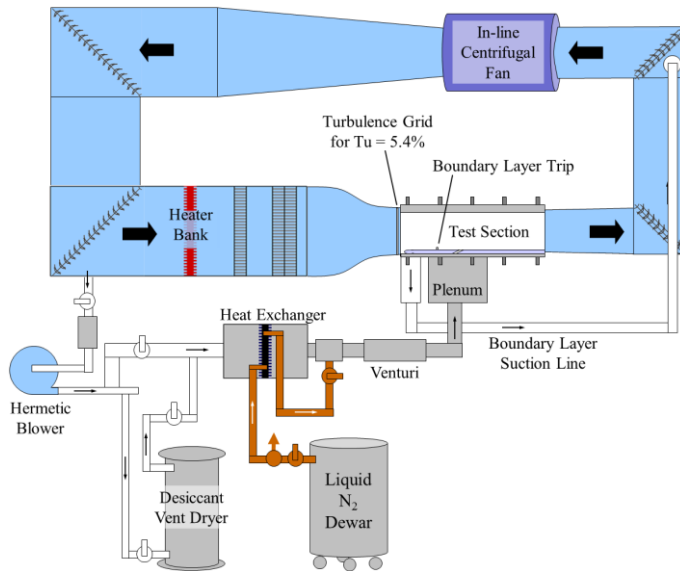 In-line
Centrifugal
Fan
Turbulence Grid
for Tu = 5.4%
Boundary Layer Trip
Heater
Bank
Test Section
Plenum
Heat Exchanger
Venturi
Boundary Layer
Suction Line
Hermetic
Blower
Desiccant
Vent Dryer
Liquid
N₂
Dewar